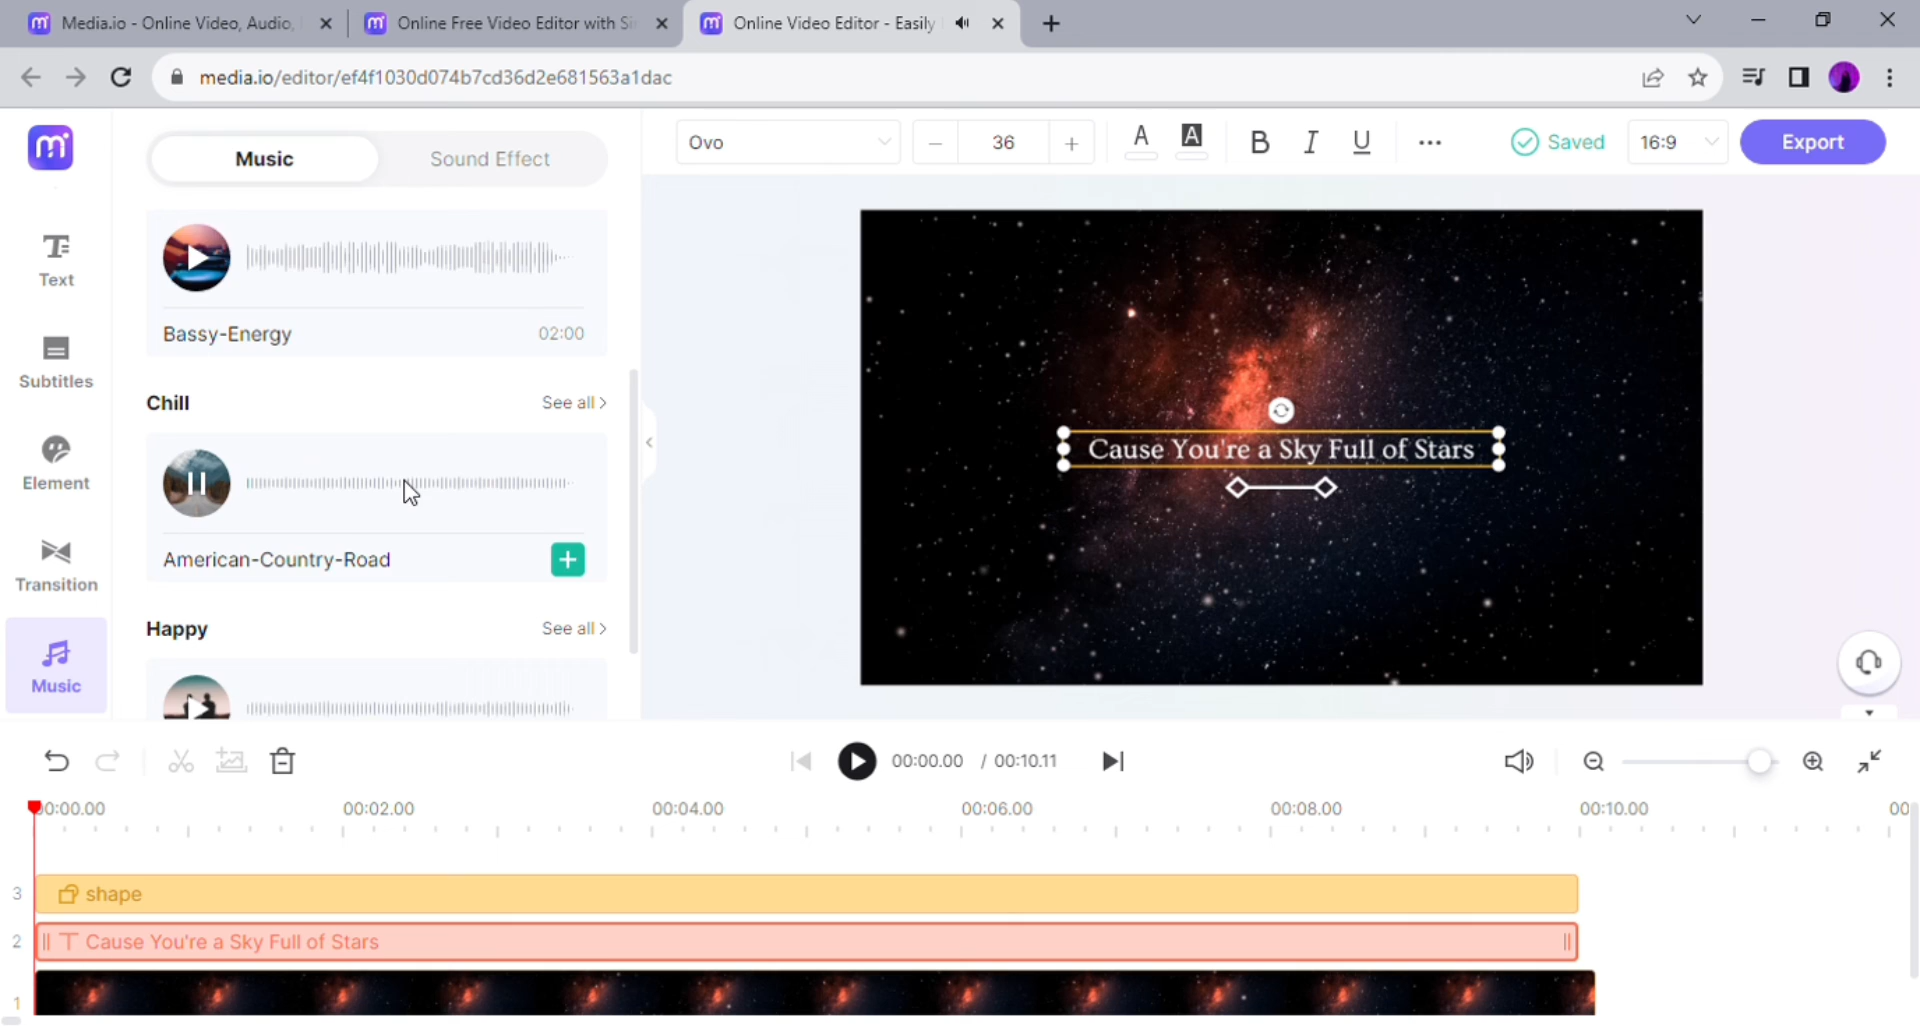 Media.io - Online Video, Audio,
Online Free Video Editor with Si
Online Video Editor - Easily
media.io/editor/ef4f1030d074b7cd36d2e681563a1dac
Music
Sound Effect
Ovo
36
A
A
B
I
U
Saved
16:9
Export
Text
Subtitles
Element
Transition
Music
Bassy-Energy
02:00
Chill
See all
American-Country-Road
Happy
See all
Cause You're a Sky Full of Stars
00:00.00 / 00:10.11
0:00.00
00:02.00
00:04.00
00:06.00
00:08.00
00:10.00
00
3
shape
2
Cause You're a Sky Full of Stars
1